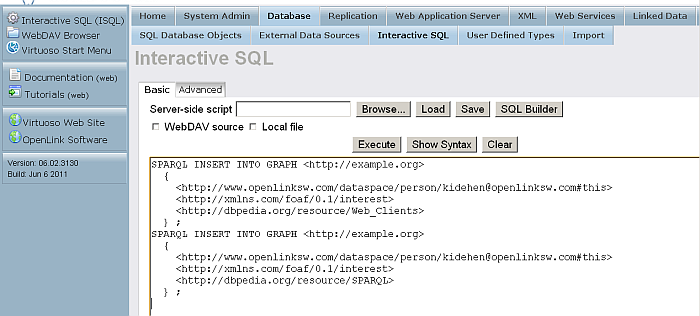 Interactive SQL (ISQL)
WebDAV Browser
Virtuoso Start Menu
Documentation (web)
Tutorials (web)
Virtuoso Web Site
OpenLink Software
Version: 06.02.3130
Build: Jun 6 2011
Home System Admin Database Replication Web Application Server XML Web Services Linked Data
SQL Database Objects External Data Sources Interactive SQL User Defined Types Import
Interactive SQL
Basic Advanced
Server-side script Browse... Load Save SQL Builder
WebDAV source Local file
Execute Show Syntax Clear
SPARQL INSERT INTO GRAPH <http://example.org>
{
<http://www.openlinksw.com/dataspace/person/kidehen@openlinksw.com#this>
<http://xmlns.com/foaf/0.1/interest>
<http://dbpedia.org/resource/Web_Clients>
} ;
SPARQL INSERT INTO GRAPH <http://example.org>
{
<http://www.openlinksw.com/dataspace/person/kidehen@openlinksw.com#this>
<http://xmlns.com/foaf/0.1/interest>
<http://dbpedia.org/resource/SPARQL>
} ;